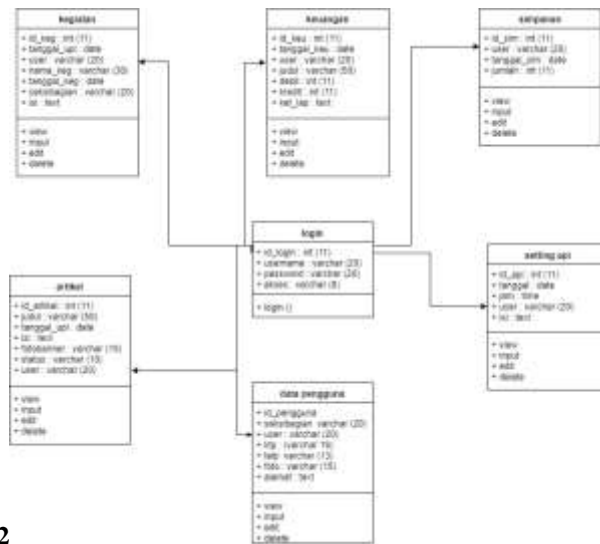 kegiatan
+ id_keg : int (11)
+ tanggal_upl : date
+ user : varchar (20)
+ nama_keg : varchar (30)
+ tanggal_keg : date
+ seksibagian : varchar (20)
+ isi : text
+ view
+ input
+ edit
+ delete
keuangan
+ id_keu : int (11)
+ tanggal_keu : date
+ user : varchar (20)
+ judul : varchar (50)
+ debit : int (11)
+ kredit : int (11)
+ ket_lap : text
+ view
+ input
+ edit
+ delete
simpanan
+ id_sim : int (11)
+ user : varchar (20)
+ tanggal_sim : date
+ jumlah : int (11)
+ view
+ input
+ edit
+ delete
login
+ id_login : int (11)
+ username : varchar (20)
+ password : varchar (20)
+ akses : varchar (8)
+ login ()
setting upi
+ tanggal : date
+ jam : time
+ user : varchar (20)
+ isi : text
+ view
+ input
+ edit
+ delete
artikel
+ id_artikel : int (11)
+ judul : varchar (50)
+ tanggal_upl : date
+ isi : text
+ fotobanner : varchar (15)
+ status : varchar (10)
+ user : varchar (20)
+ view
+ input
+ edit
+ delete
data pengguna
+ id_pengguna
+ seksibagian varchar (20)
+ user : varchar (20)
+ ktp : (varchar 16)
+ telp varchar (13)
+ foto : varchar (15)
+ alamat : text
+ view
+ input
+ edit
+ delete
2